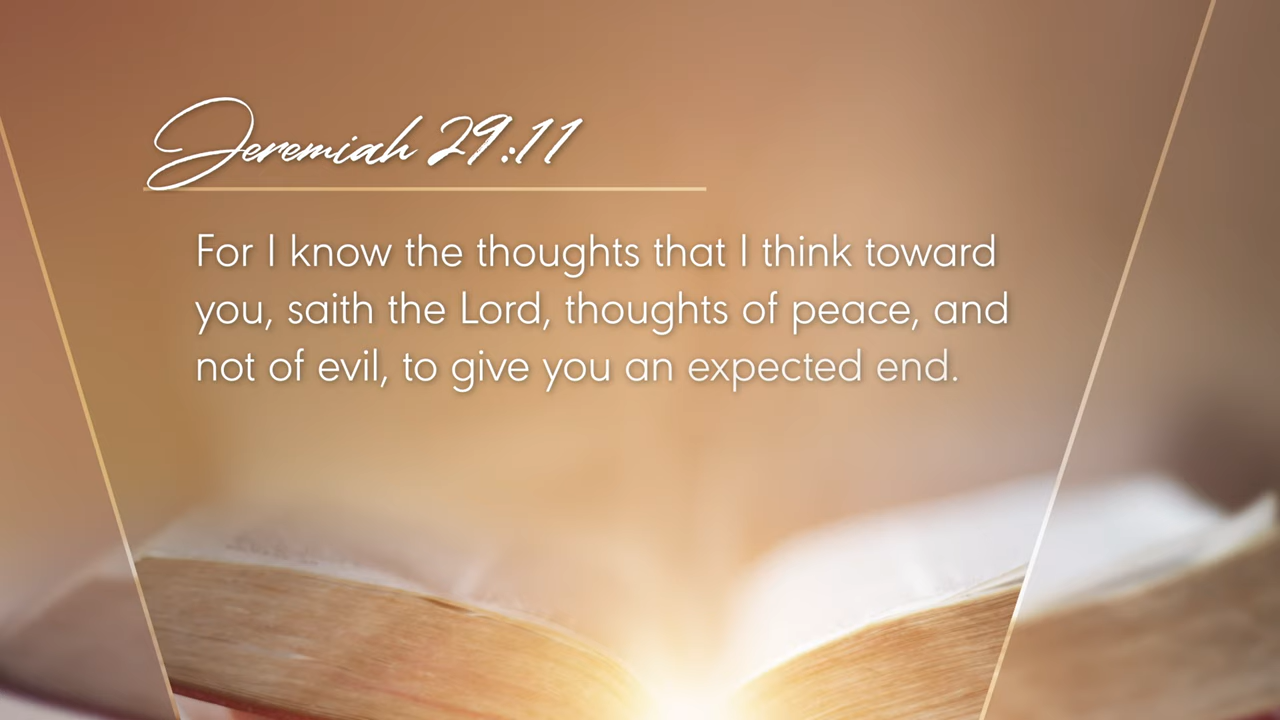 Jeremiah 29:11
For I know the thoughts that I think toward
you, saith the Lord, thoughts of peace, and
not of evil, to give you an expected end.